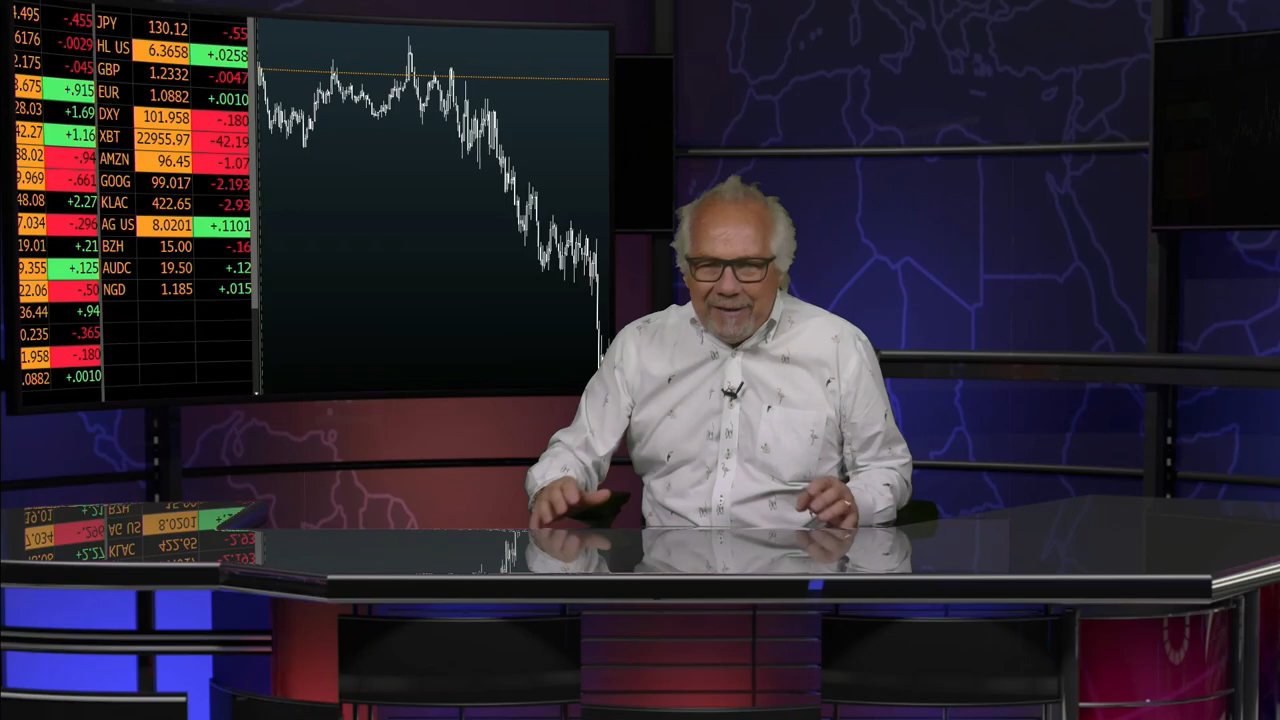 4.495 -.455 JPY 130.12 -.55
6176 -.0029 HL US 6.3658 +.0258
2.175 -.045 GBP 1.2332 -.0047
3.675 +.915 EUR 1.0882 +.0010
28.03 +1.69 DXY 101.958 -.180
42.27 +1.16 XBT 22955.97 -42.19
38.02 -.94 AMZN 96.45 -1.07
9.969 -.661 GOOG 99.017 -2.193
48.08 +2.27 KLAC 422.65 -2.93
7.034 -.296 AG US 8.0201 +.1101
19.01 +.21 BZH 15.00 -.16
9.355 +.125 AUDC 19.50 +.12
22.06 -.50 NGD 1.185 +.015
36.44 +.94
0.235 -.365
1.958 -.180
.0882 +.0010